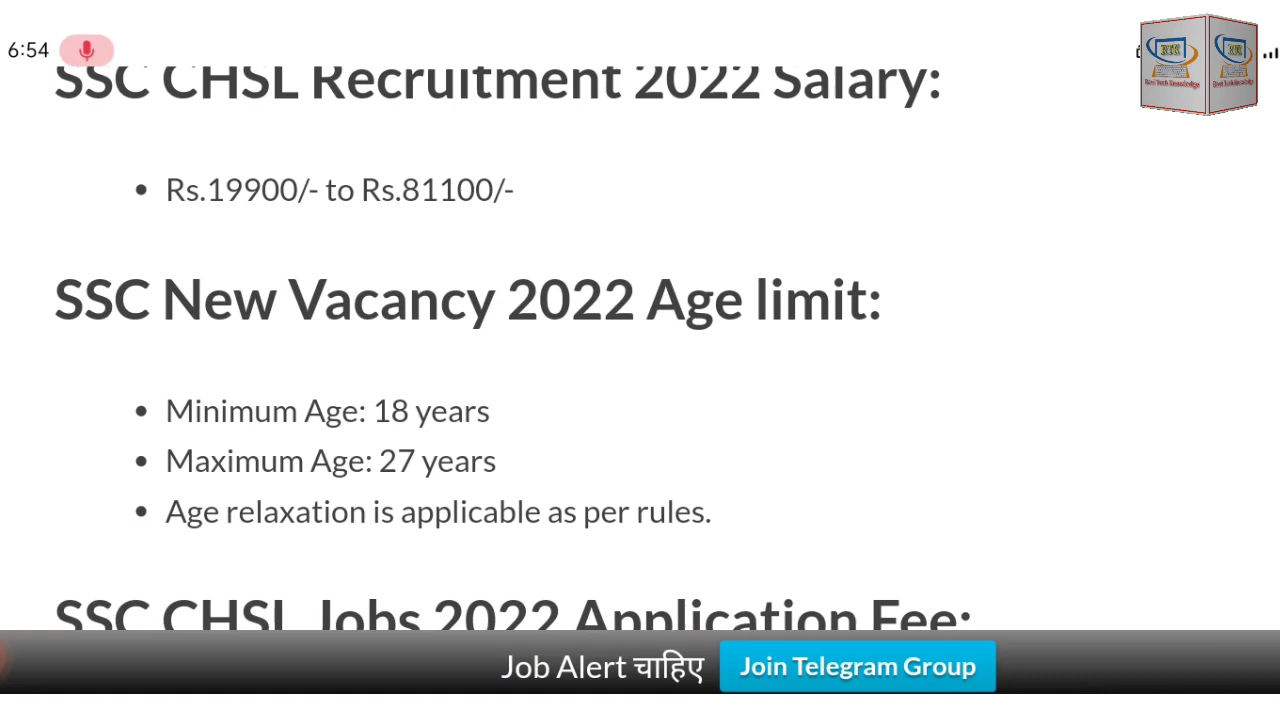 6:54
SSC CHSL Recruitment 2022 Salary:
• Rs.19900/- to Rs.81100/-
SSC New Vacancy 2022 Age limit:
• Minimum Age: 18 years
• Maximum Age: 27 years
• Age relaxation is applicable as per rules.
SSC CHSL Jobs 2022 Application Fee:
Job Alert चाहिए Join Telegram Group